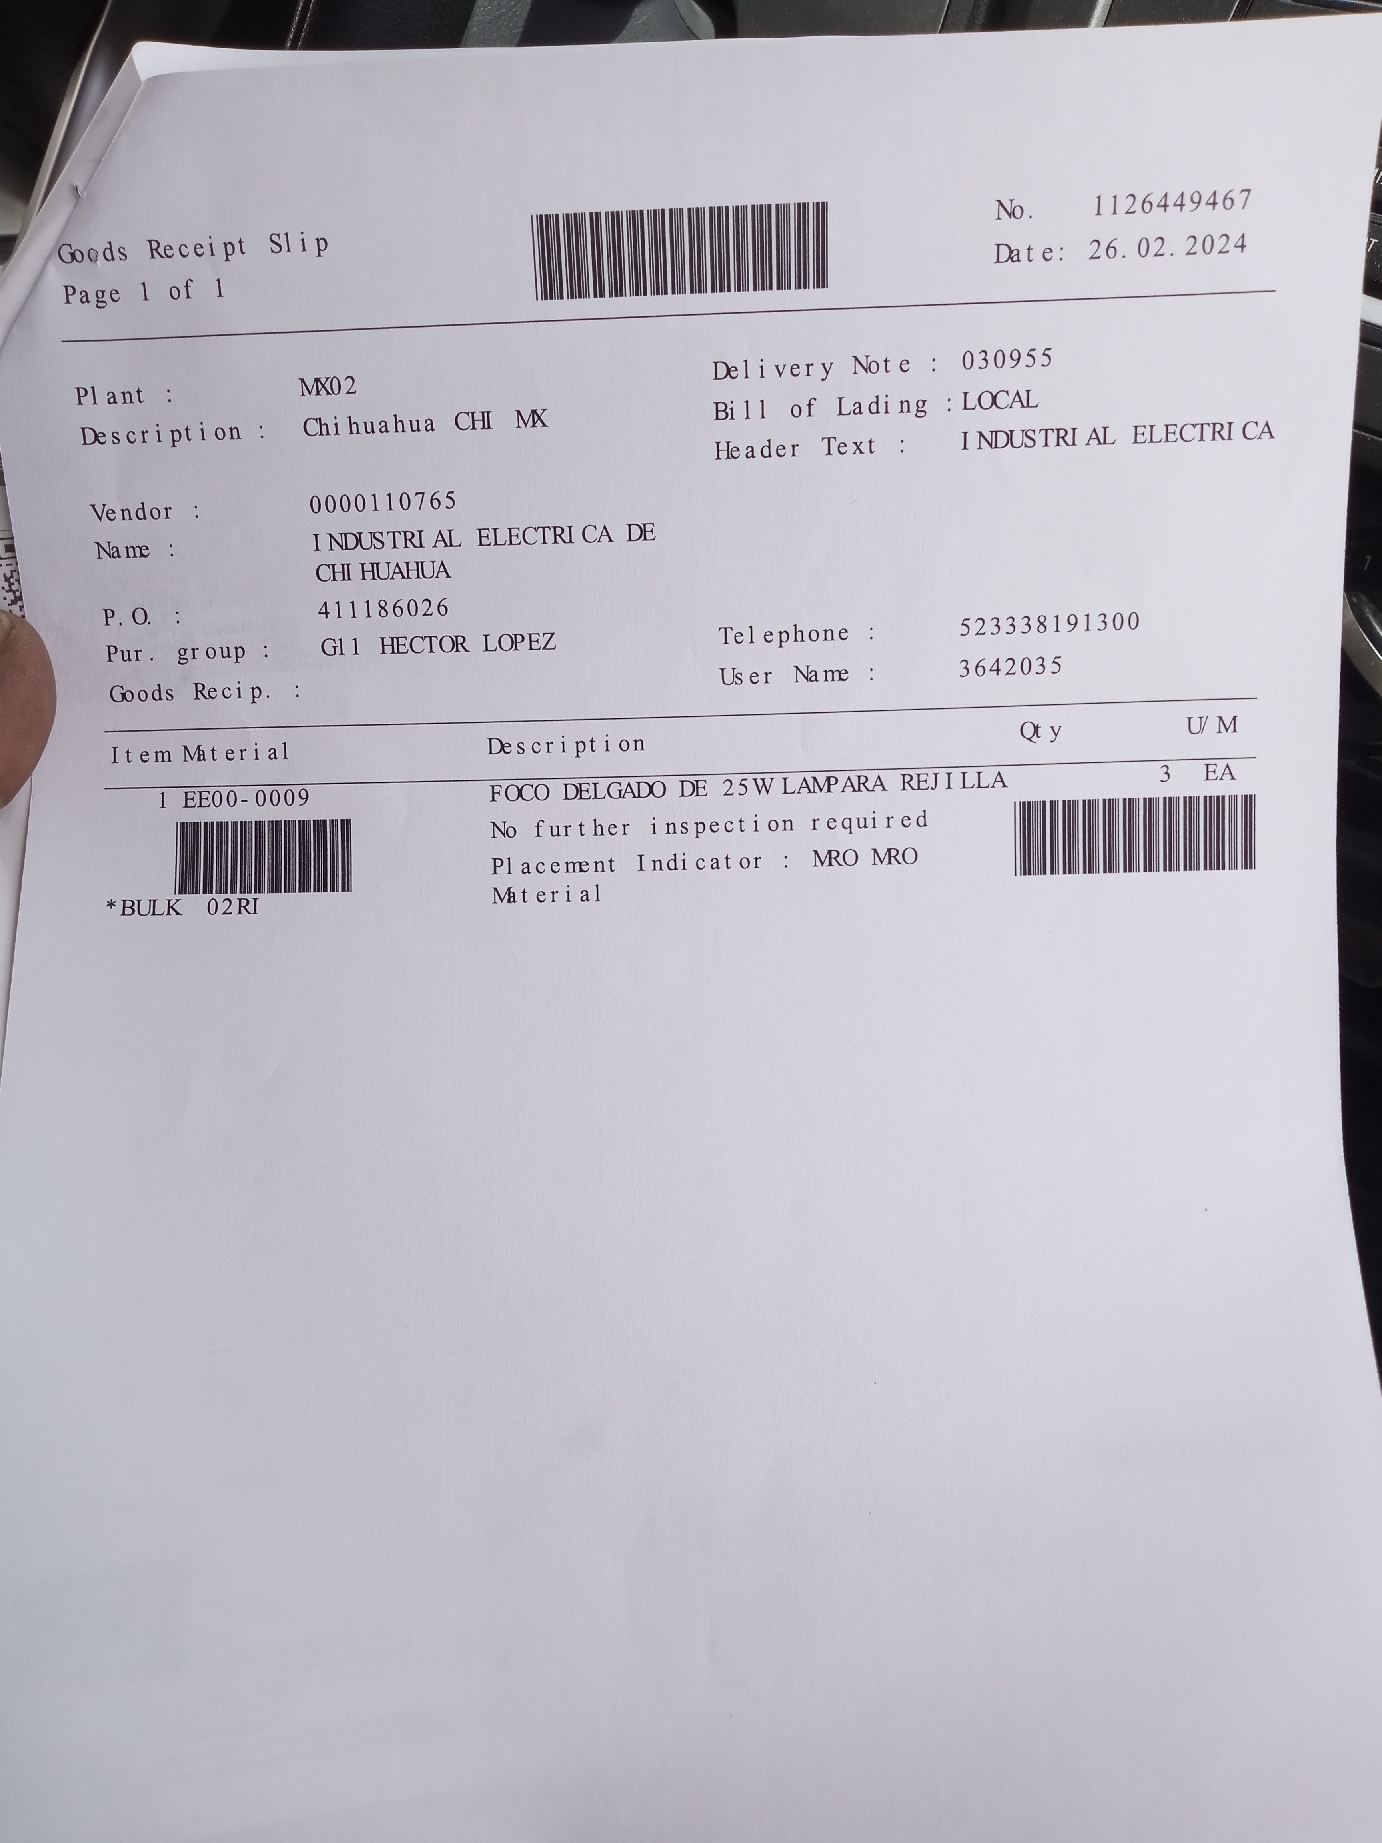 Goods Receipt Slip
Page 1 of 1
No. 1126449467
Date: 26.02.2024
Plant : MX02
Description : Chihuahua CHI MX
Delivery Note : 030955
Bill of Lading : LOCAL
Header Text : INDUSTRIAL ELECTRICA
Vendor : 0000110765
Name : INDUSTRIAL ELECTRICA DE
CHIHUAHUA
P.O. : 411186026
Pur. group : G11 HECTOR LOPEZ
Goods Recip. :
Telephone : 523338191300
User Name : 3642035
Item Material Description Qty U/M
1 EE00-0009 FOCO DELGADO DE 25W LAMPARA REJILLA 3 EA
No further inspection required
Placement Indicator : MRO MRO
Material
*BULK 02RI